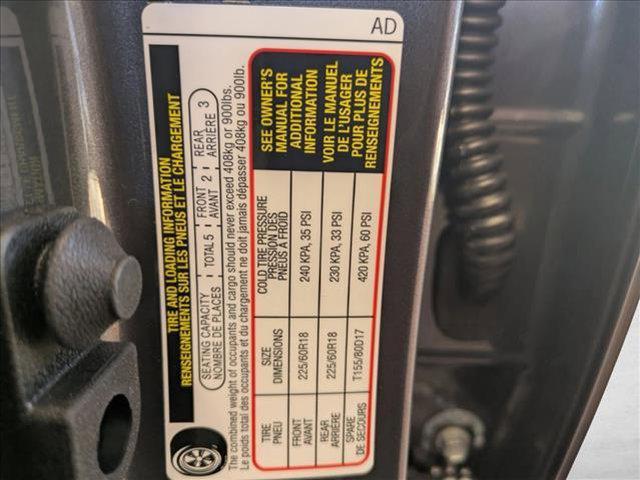 AD
TIRE AND LOADING INFORMATION
RENSEIGNEMENTS SUR LES PNEUS ET LE CHARGEMENT
SEATING CAPACITY TOTAL 5 FRONT 2 REAR 3
NOMBRE DE PLACES AVANT ARRIÈRE
The combined weight of occupants and cargo should never exceed 408kg or 900lbs.
Le poids total des occupants et du chargement ne doit jamais dépasser 408kg ou 900lb.
TIRE SIZE COLD TIRE PRESSURE
PNEU DIMENSIONS PRESSION DES
PNEUS À FROID
FRONT 225/60R18 240 KPA, 35 PSI
AVANT
REAR 225/60R18 230 KPA, 33 PSI
ARRIÈRE
SPARE T155/80D17 420 KPA, 60 PSI
DE SECOURS
SEE OWNER'S
MANUAL FOR
ADDITIONAL
INFORMATION
VOIR LE MANUEL
DE L'USAGER
POUR PLUS DE
RENSEIGNEMENTS